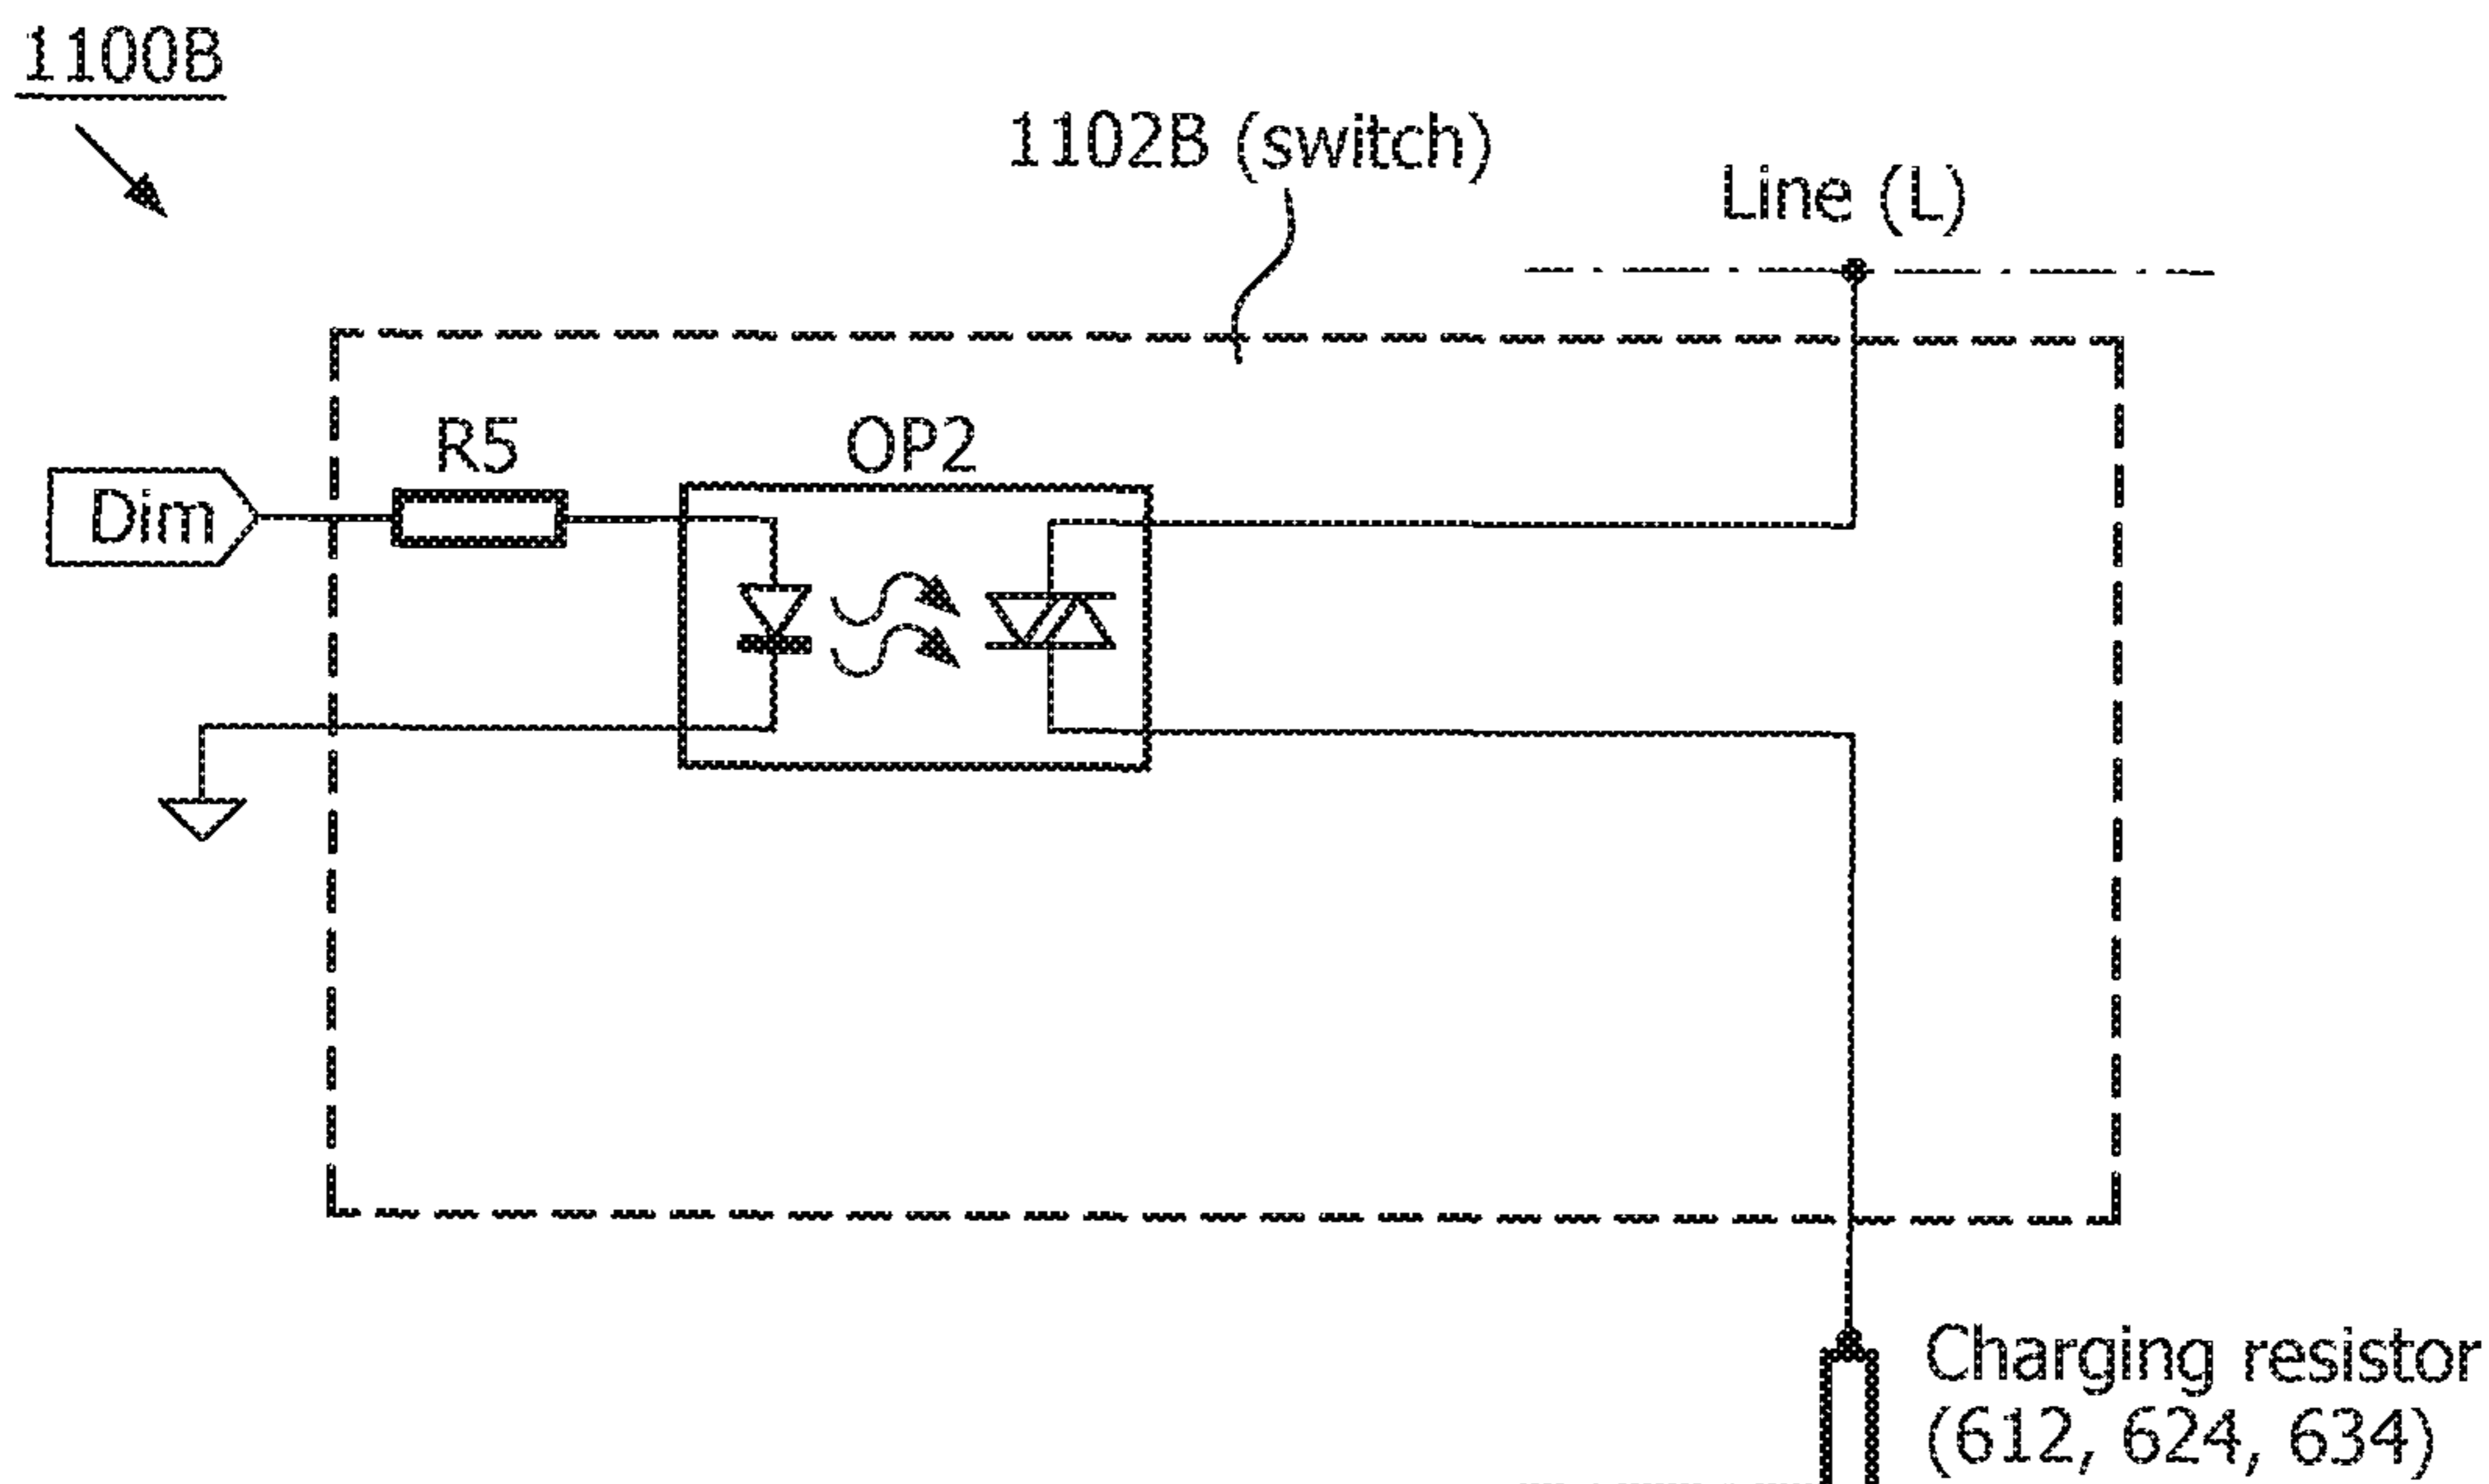 1100B
1102B (switch)
Line (L)
R5
OP2
Dim
Charging resistor
(612, 624, 634)